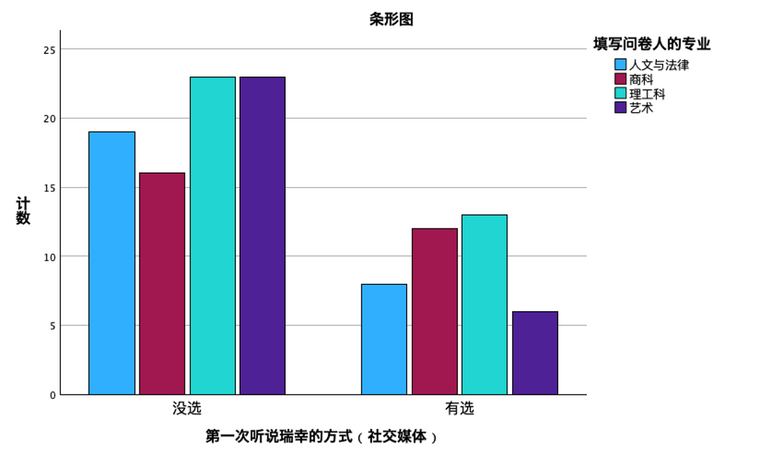 条形图
填写问卷人的专业
人文与法律
商科
理工科
艺术
计数
25
20
15
10
5
0
没选
有选
第一次听说瑞幸的方式（社交媒体）